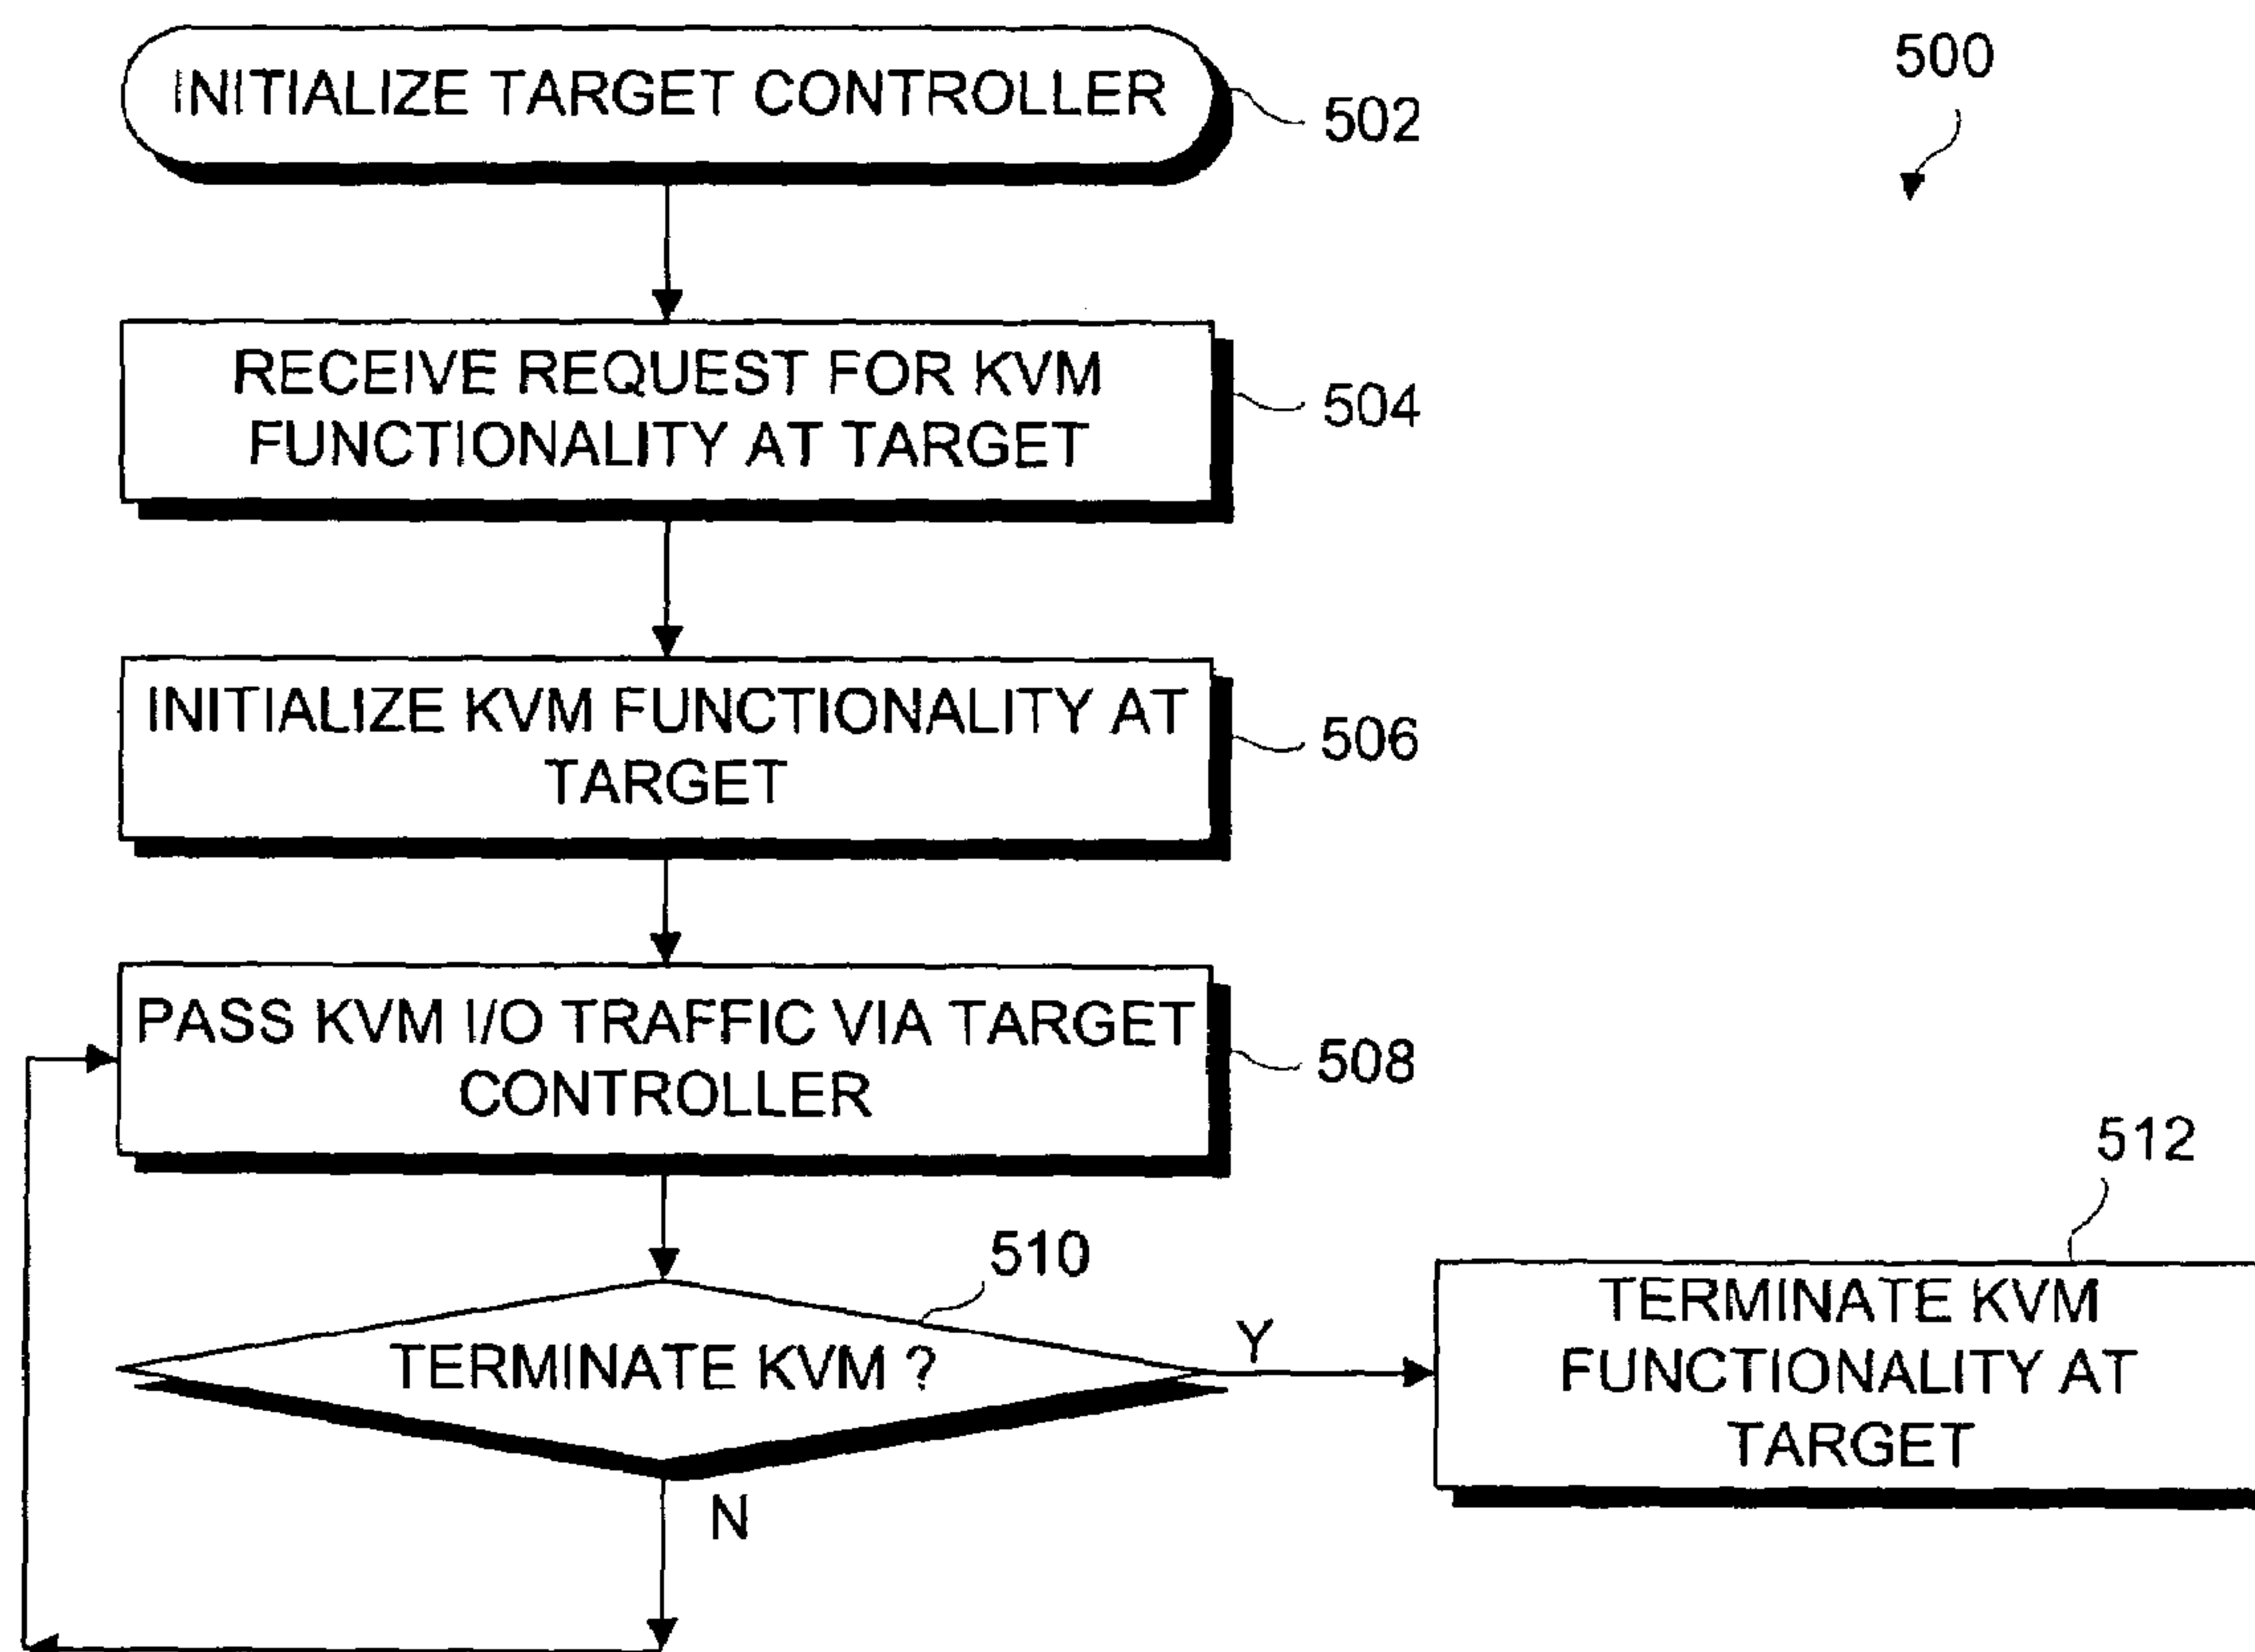 500
INITIALIZE TARGET CONTROLLER
502
RECEIVE REQUEST FOR KVM
FUNCTIONALITY AT TARGET
504
INITIALIZE KVM FUNCTIONALITY AT
TARGET
506
PASS KVM I/O TRAFFIC VIA TARGET
CONTROLLER
508
510
TERMINATE KVM ?
Y
N
512
TERMINATE KVM
FUNCTIONALITY AT
TARGET